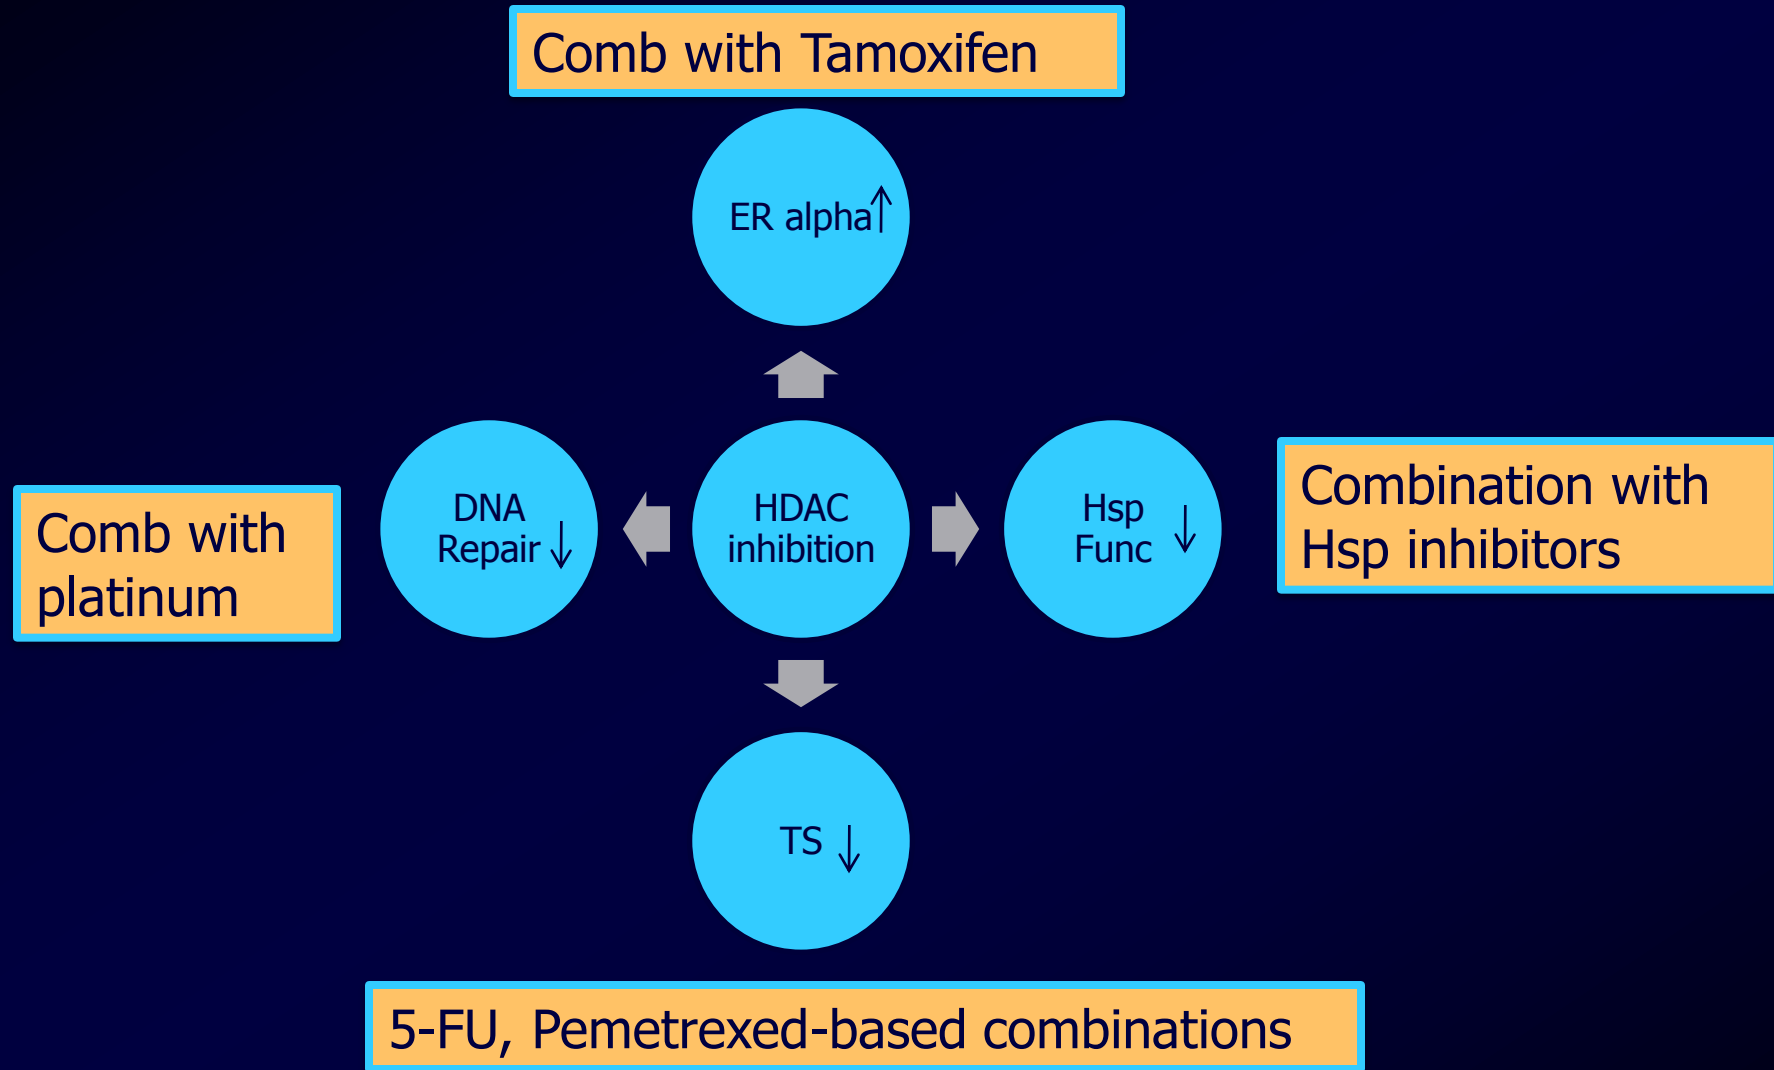 Comb with Tamoxifen
ER alpha↑
DNA
Repair ↓
HDAC
inhibition
Hsp
Func ↓
Comb with
platinum
Combination with
Hsp inhibitors
TS ↓
5-FU, Pemetrexed-based combinations